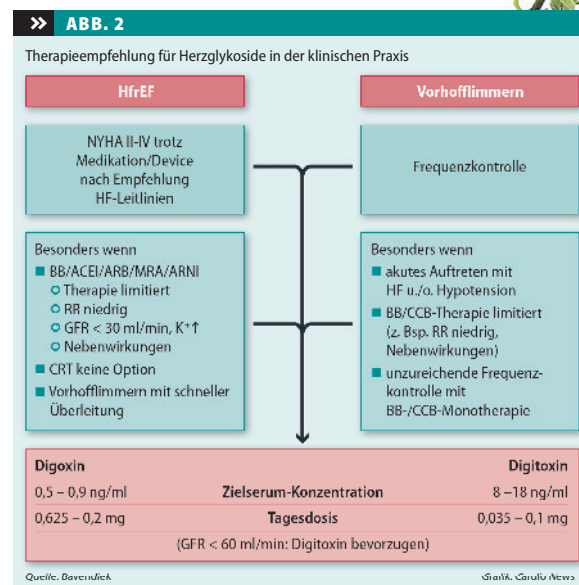 » ABB. 2
Therapieempfehlung für Herzglykoside in der klinischen Praxis
HfrEF
NYHA II-IV trotz
Medikation/Device
nach Empfehlung
HF-Leitlinien
Besonders wenn
■ BB/ACEI/ARB/MRA/ARNI
○ Therapie limitiert
○ RR niedrig
○ GFR < 30 ml/min, K⁺↑
○ Nebenwirkungen
■ CRT keine Option
■ Vorhofflimmern mit schneller
Überleitung
Vorhofflimmern
Frequenzkontrolle
Besonders wenn
■ akutes Auftreten mit
HF u./o. Hypotension
■ BB/CCB-Therapie limitiert
(z. Bsp. RR niedrig,
Nebenwirkungen)
■ unzureichende Frequenz-
kontrolle mit
BB-/CCB-Monotherapie
Digoxin Digitoxin
0,5 – 0,9 ng/ml Zielserum-Konzentration 8 –18 ng/ml
0,625 – 0,2 mg Tagesdosis 0,035 – 0,1 mg
(GFR < 60 ml/min: Digitoxin bevorzugen)
Quelle: Bavendiek Grafik: Cardio News